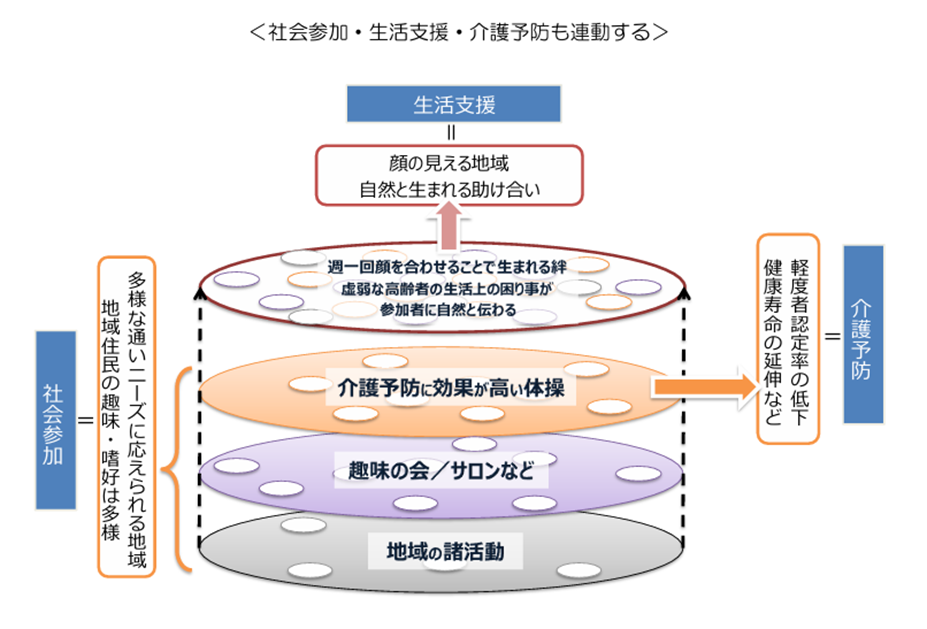 ＜社会参加・生活支援・介護予防も連動する＞
生活支援
＝
顔の見える地域
自然と生まれる助け合い
週一回顔を合わせることで生まれる絆
虚弱な高齢者の生活上の困り事が
参加者に自然と伝わる
介護予防に効果が高い体操
趣味の会／サロンなど
地域の諸活動
社会参加
＝
多様な通いニーズに応えられる地域
地域住民の趣味・嗜好は多様
軽度者認定率の低下
健康寿命の延伸など
＝
介護予防